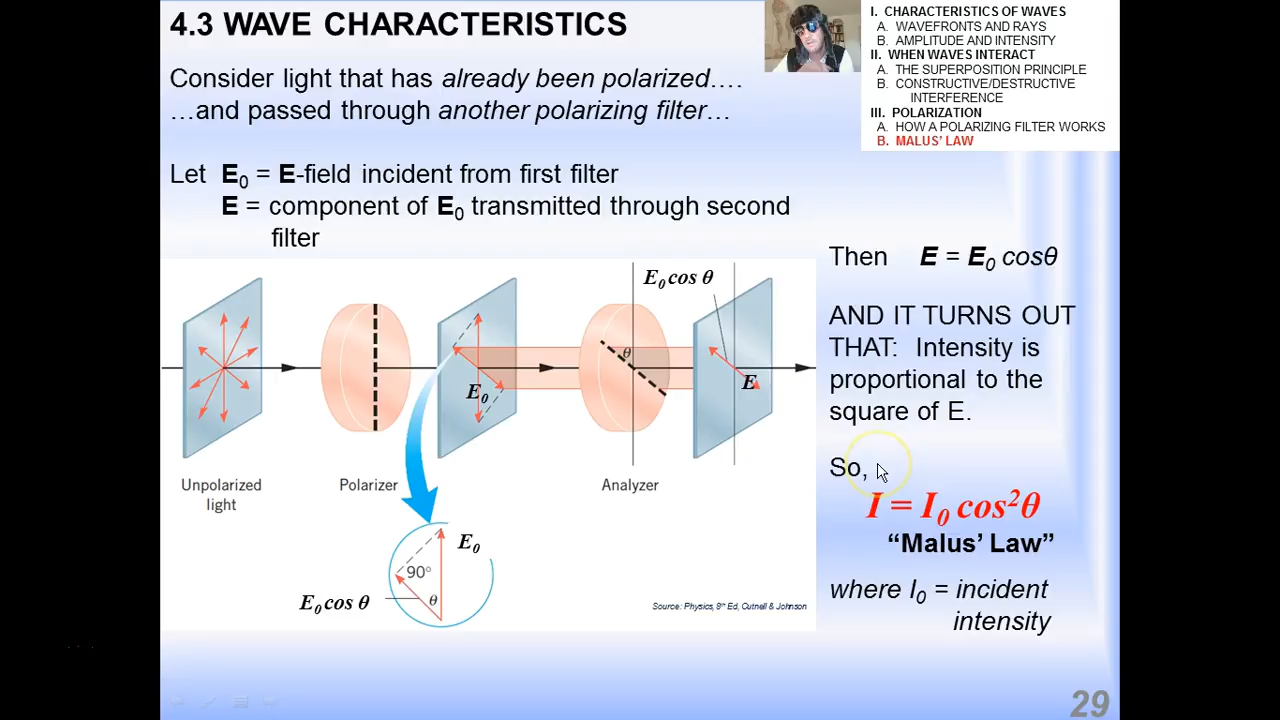 4.3 WAVE CHARACTERISTICS
I. CHARACTERISTICS OF WAVES
A. WAVEFRONTS AND RAYS
B. AMPLITUDE AND INTENSITY
II. WHEN WAVES INTERACT
A. THE SUPERPOSITION PRINCIPLE
B. CONSTRUCTIVE/DESTRUCTIVE
INTERFERENCE
III. POLARIZATION
A. HOW A POLARIZING FILTER WORKS
B. MALUS' LAW
Consider light that has already been polarized….
…and passed through another polarizing filter…
Let E₀ = E-field incident from first filter
E = component of E₀ transmitted through second
filter
Then E = E₀ cosθ
AND IT TURNS OUT
THAT: Intensity is
proportional to the
square of E.
So,
I = I₀ cos²θ
“Malus’ Law”
where I₀ = incident
intensity
E₀ cos θ
θ
E₀
E
Unpolarized
light
Polarizer
Analyzer
E₀
90°
E₀ cos θ
θ
Source: Physics, 8th Ed, Cutnell & Johnson
29